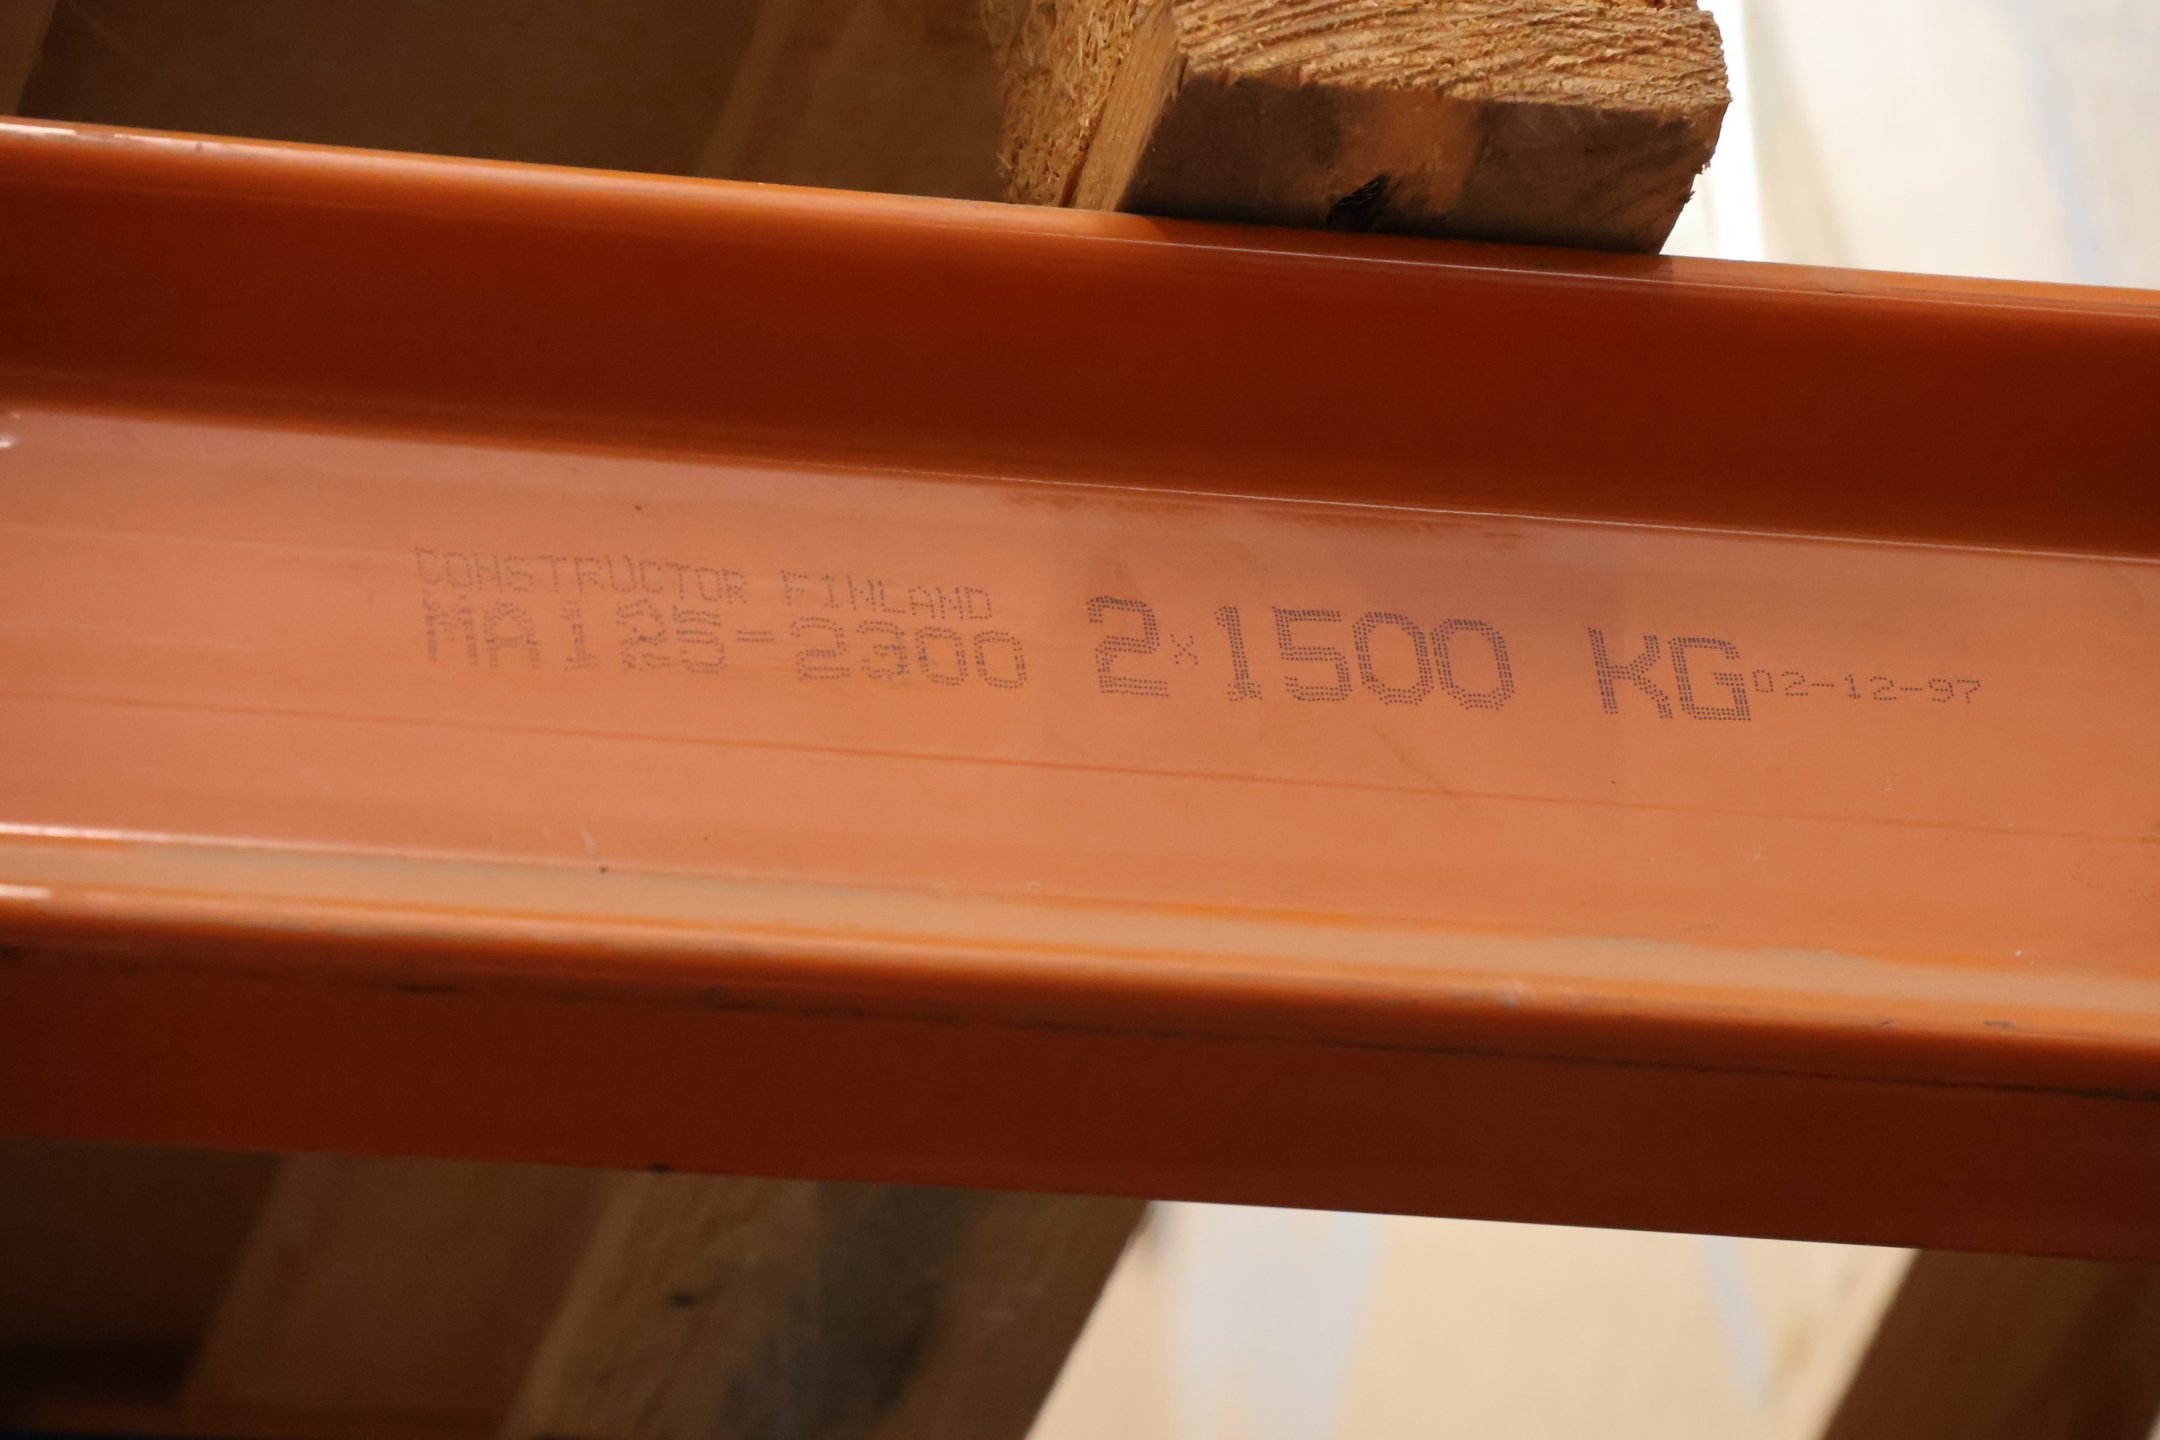 CONSTRUCTOR FINLAND
MA125-2300 2x1500 KG 02-12-97